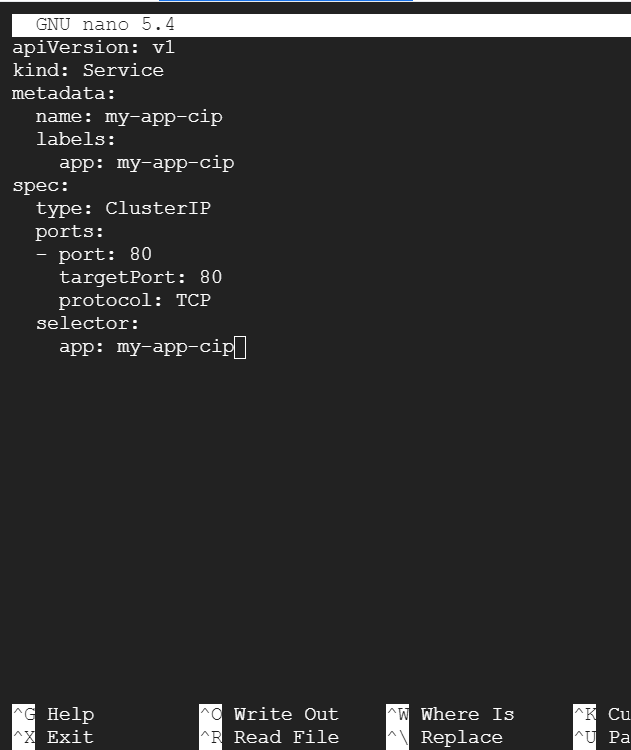 GNU nano 5.4
apiVersion: v1
kind: Service
metadata:
  name: my-app-cip
  labels:
    app: my-app-cip
spec:
  type: ClusterIP
  ports:
  - port: 80
    targetPort: 80
    protocol: TCP
  selector:
    app: my-app-cip
^G Help ^O Write Out ^W Where Is ^K Cu
^X Exit ^R Read File ^\ Replace ^U Pa